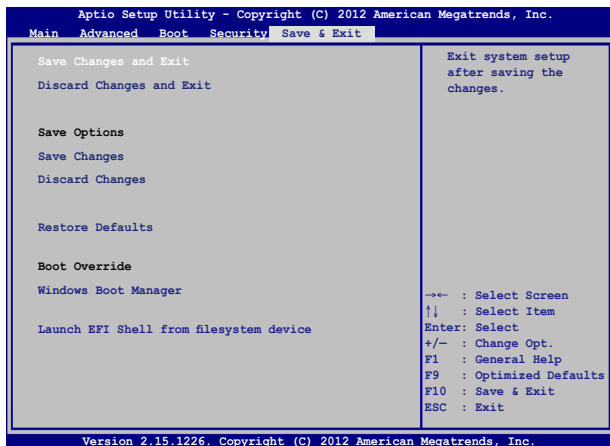 Aptio Setup Utility - Copyright (C) 2012 American Megatrends, Inc.
Main Advanced Boot Security Save & Exit
Save Changes and Exit
Discard Changes and Exit
Save Options
Save Changes
Discard Changes
Restore Defaults
Boot Override
Windows Boot Manager
Launch EFI Shell from filesystem device
Exit system setup
after saving the
changes.
→← : Select Screen
↑↓ : Select Item
Enter: Select
+/— : Change Opt.
F1 : General Help
F9 : Optimized Defaults
F10 : Save & Exit
ESC : Exit
Version 2.15.1226. Copyright (C) 2012 American Megatrends, Inc.